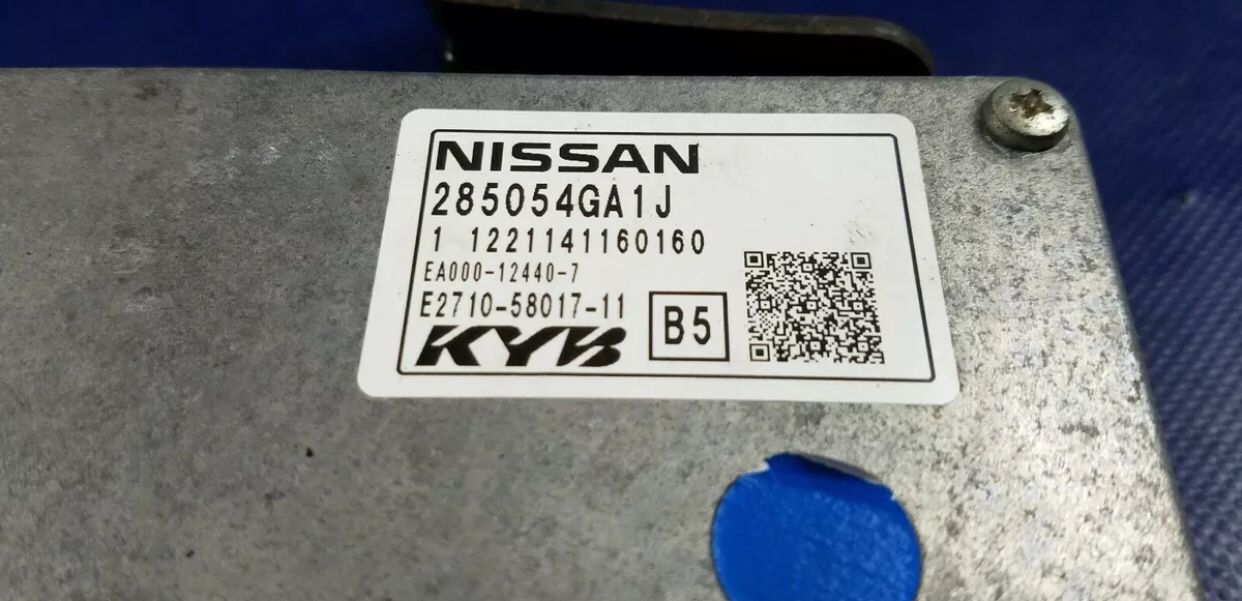 NISSAN
285054GA1J
1 1221141160160
EA000-12440-7
E2710-58017-11
KYB
B5